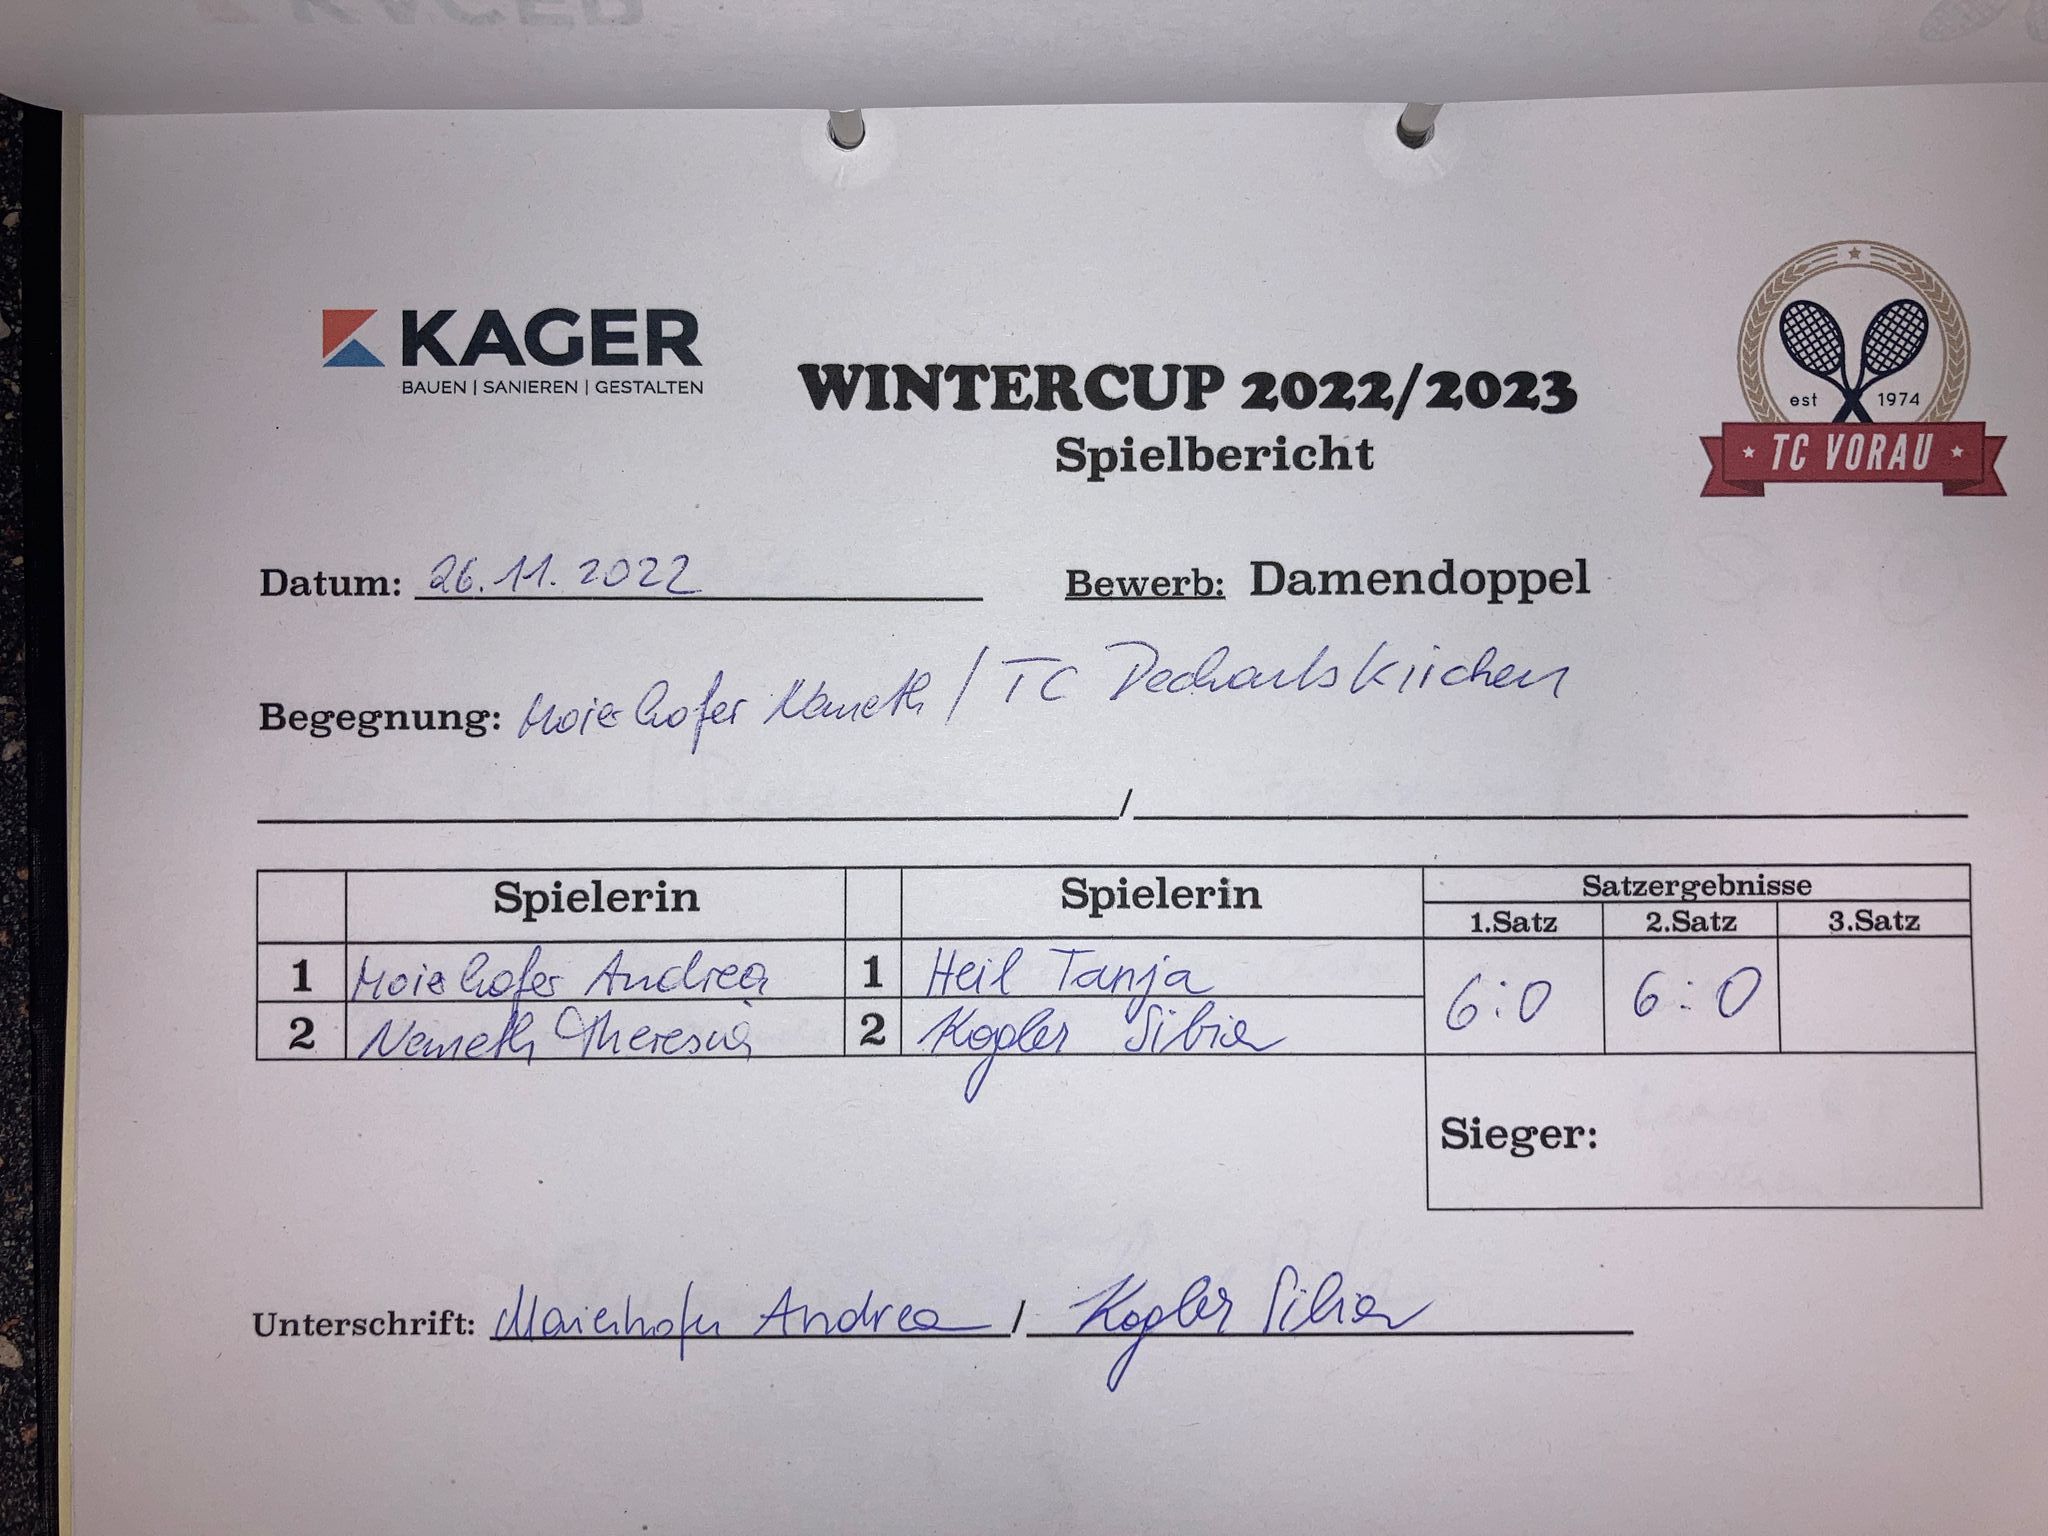 KAGER
BAUEN | SANIEREN | GESTALTEN
WINTERCUP 2022/2023
Spielbericht
est 1974
TC VORAU
Datum: 26.11.2022 Bewerb: Damendoppel
Begegnung: Maierhofer Nemeth / TC Dechantskirchen
/
Spielerin Spielerin Satzergebnisse
1.Satz 2.Satz 3.Satz
1 Maierhofer Andrea 1 Heil Tanja 6:0 6:0
2 Nemeth Theresia 2 Kogler Silvia
Sieger:
Unterschrift: Maierhofer Andrea / Kogler Silvia